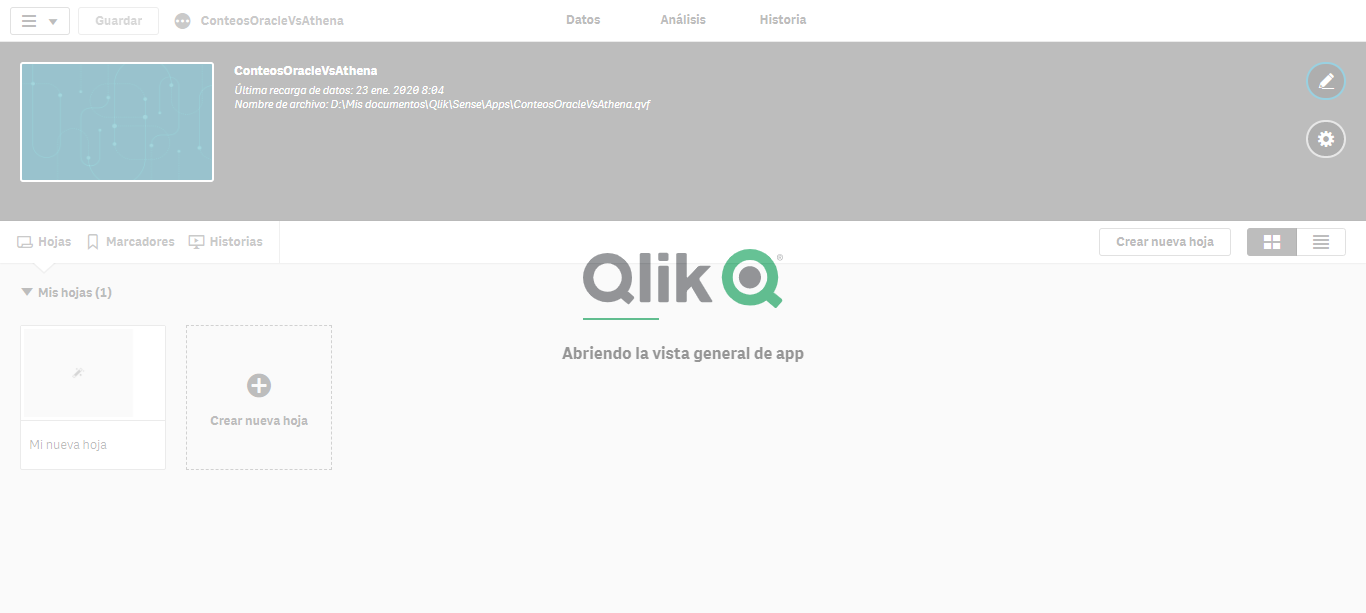 Guardar
ConteosOracleVsAthena
Datos
Análisis
Historia
ConteosOracleVsAthena
Última recarga de datos: 23 ene. 2020 8:04
Nombre de archivo: D:\Mis documentos\Qlik\Sense\Apps\ConteosOracleVsAthena.qvf
Hojas
Marcadores
Historias
Crear nueva hoja
Qlik
®
Mis hojas (1)
Abriendo la vista general de app
Crear nueva hoja
Mi nueva hoja